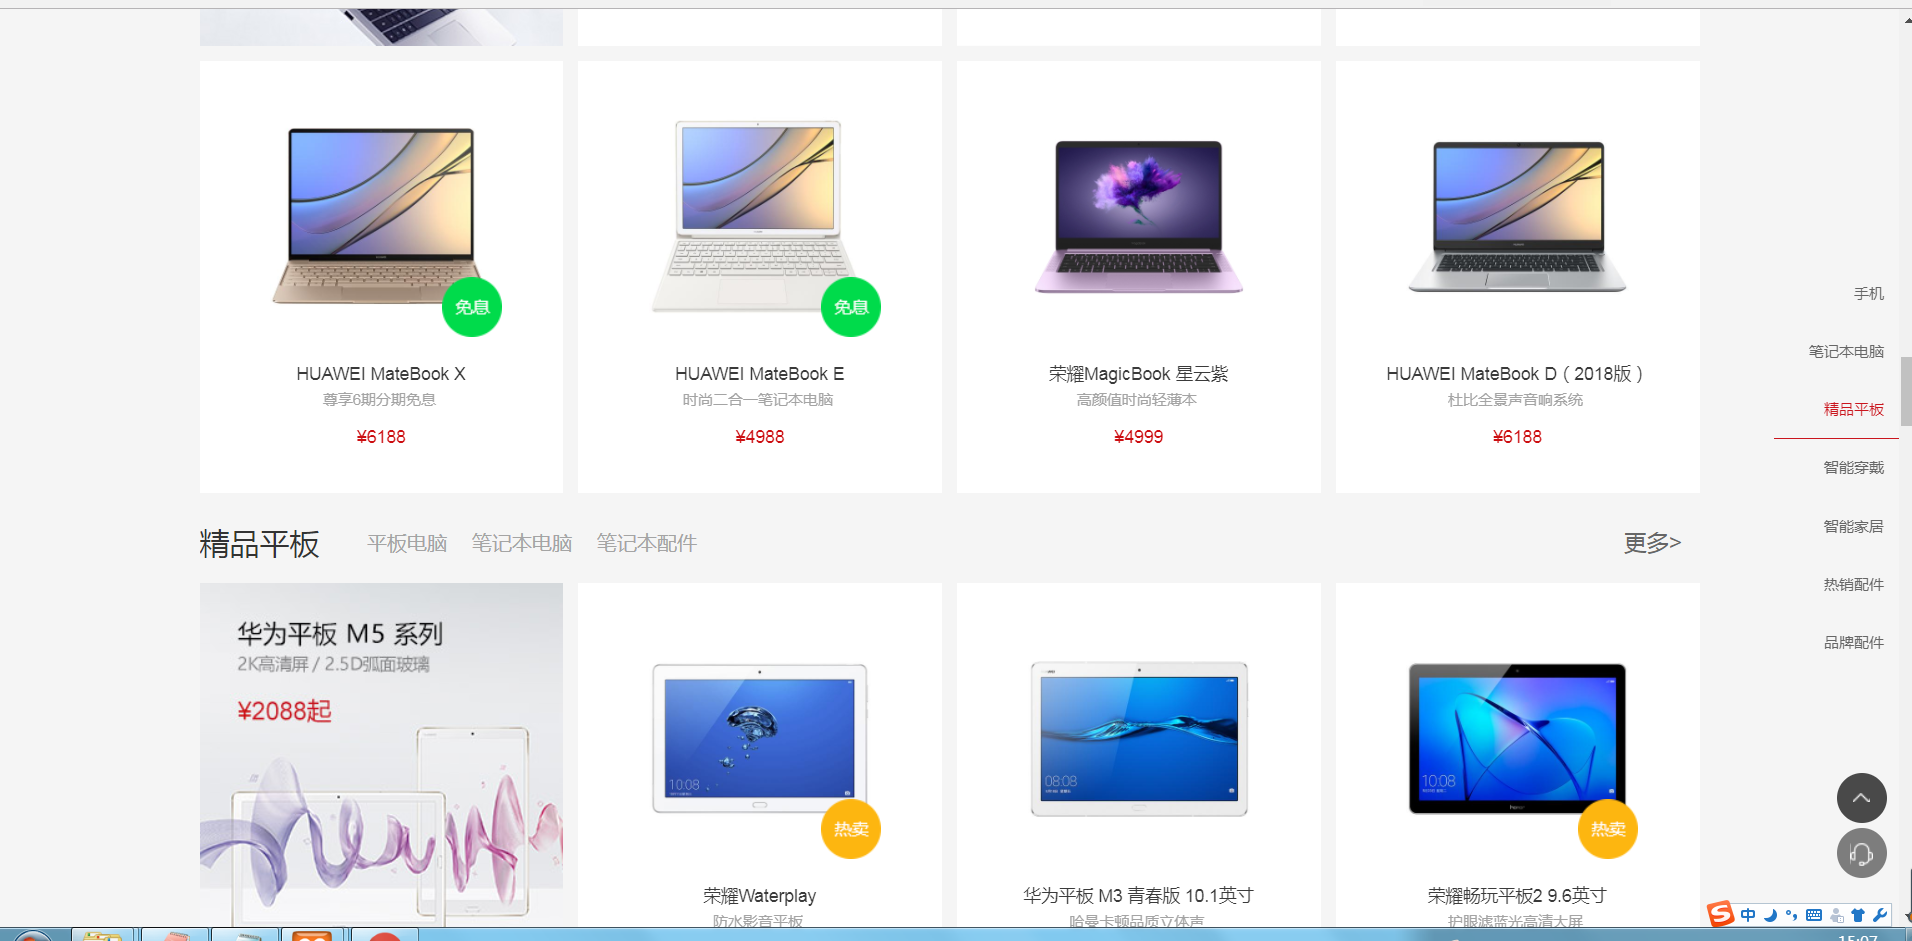 免息
免息
HUAWEI MateBook X
尊享6期分期免息
¥6188
HUAWEI MateBook E
时尚二合一笔记本电脑
¥4988
荣耀MagicBook 星云紫
高颜值时尚轻薄本
¥4999
HUAWEI MateBook D（2018版）
杜比全景声音响系统
¥6188
手机
笔记本电脑
精品平板
智能穿戴
智能家居
热销配件
品牌配件
精品平板 平板电脑 笔记本电脑 笔记本配件 更多>
华为平板 M5 系列
2K高清屏 / 2.5D弧面玻璃
¥2088起
10:08
热卖
荣耀Waterplay
防水影音平板
08:08
华为平板 M3 青春版 10.1英寸
哈曼卡顿品质立体声
10:08
热卖
荣耀畅玩平板2 9.6英寸
护眼滤蓝光高清大屏
S 中
15:07